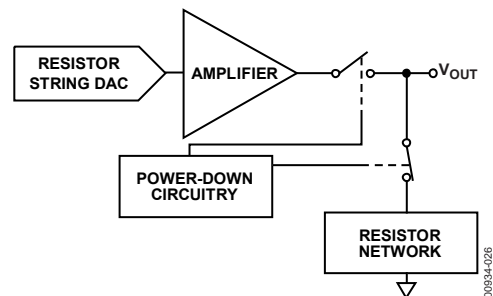 RESISTOR
STRING DAC
AMPLIFIER
VOUT
POWER-DOWN
CIRCUITRY
RESISTOR
NETWORK
00934-026